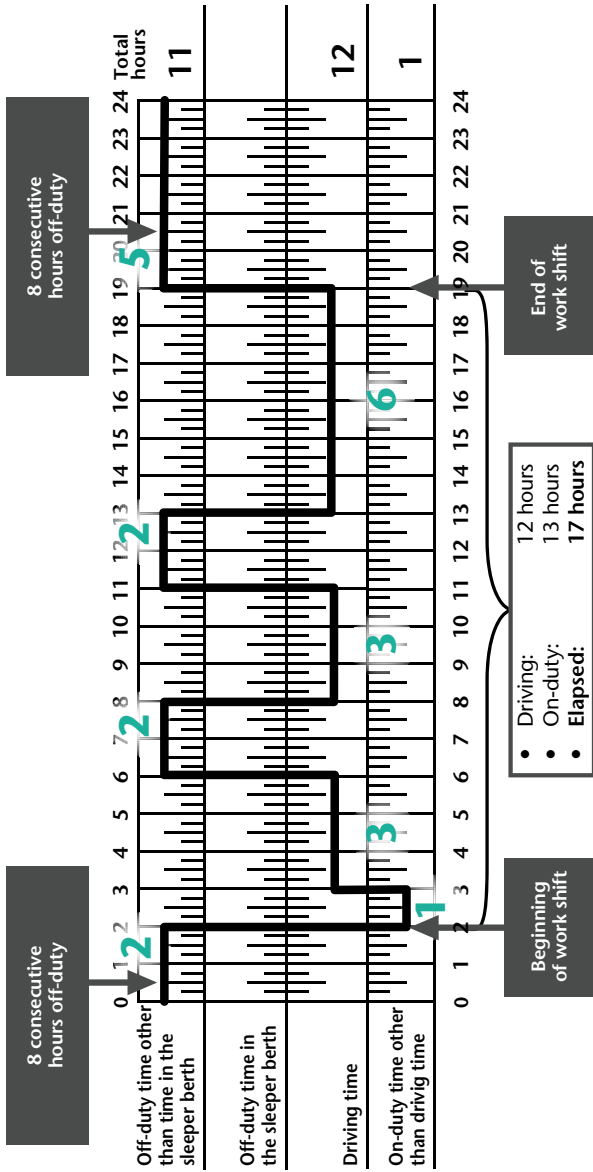 8 consecutive
hours off-duty
8 consecutive
hours off-duty
0 1 2 3 4 5 6 7 8 9 10 11 12 13 14 15 16 17 18 19 20 21 22 23 24
Total
hours
2 2 2 5
Off-duty time other
than time in the
sleeper berth
11
Off-duty time in
the sleeper berth
Driving time
12
3 3 6
On-duty time other
than drivig time
1
1
0 1 2 3 4 5 6 7 8 9 10 11 12 13 14 15 16 17 18 19 20 21 22 23 24
Beginning
of work shift
• Driving: 12 hours
• On-duty: 13 hours
• Elapsed: 17 hours
End of
work shift